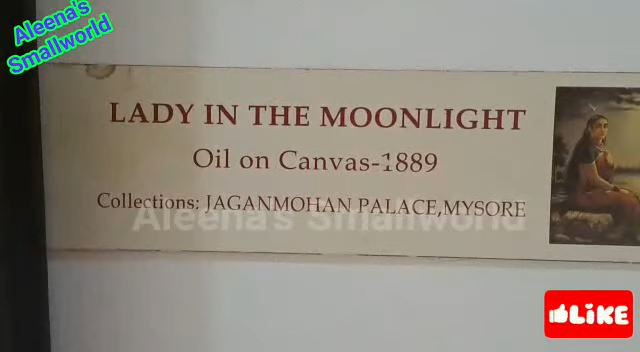 Aleena's
Smallworld
LADY IN THE MOONLIGHT
Oil on Canvas-1889
Collections: JAGANMOHAN PALACE,MYSORE
Aleena's Smallworld
LIKE